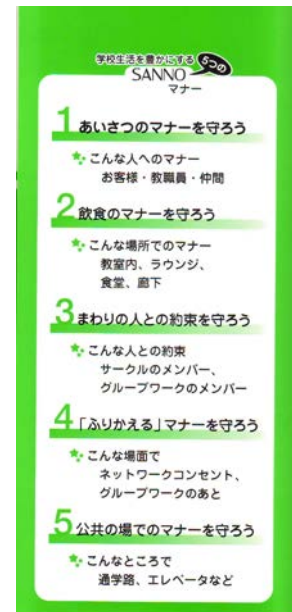 学校生活を豊かにする 5つの
SANNO
マナー
1 あいさつのマナーを守ろう
こんな人へのマナー
お客様・教職員・仲間
2 飲食のマナーを守ろう
こんな場所でのマナー
教室内、ラウンジ、
食堂、廊下
3 まわりの人との約束を守ろう
こんな人との約束
サークルのメンバー、
グループワークのメンバー
4 「ふりかえる」マナーを守ろう
こんな場面で
ネットワークコンセント、
グループワークのあと
5 公共の場でのマナーを守ろう
こんなところで
通学路、エレベータなど